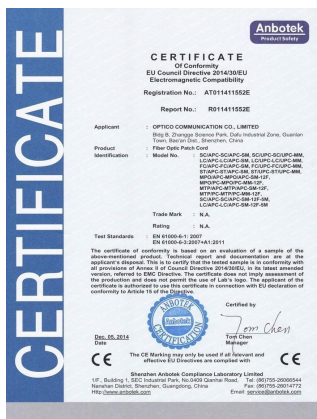 CERTIFICATE
Anbotek
Product Safety
CERTIFICATE
Of Conformity
EU Council Directive 2014/30/EU
Electromagnetic Compatibility
Registration No.: AT011411552E
Report No.: R011411552E
Applicant : OPTICO COMMUNICATION CO., LIMITED
Bldg B, Zhangge Science Park, Dafu Industrial Zone, Guanlan
Town, Bao'an Dist., Shenzhen, China
Product : Fiber Optic Patch Cord
Identification : Model No. : SC/APC-SC/APC-SM, SC/UPC-SC/UPC-MM,
LC/APC-LC/APC-SM, LC/UPC-LC/UPC-MM,
FC/APC-FC/APC-SM, FC/UPC-FC/UPC-MM,
ST/APC-ST/APC-SM, ST/UPC-ST/UPC-MM,
MPO/APC-MPO/APC-SM-12F,
MPO/PC-MPO/PC-MM-12F,
MTP/APC-MTP/APC-SM-12F,
MTP/PC-MTP/PC-MM-12F,
SC/APC-SC/APC-12F-SM,
LC/APC-LC/APC-12F-SM
Trade Mark : N.A.
Rating : N.A.
Test Standards : EN 61000-6-1: 2007
EN 61000-6-3:2007+A1:2011
The certificate of conformity is based on an evaluation of a sample of the
above-mentioned product. Technical report and documentation are at the
applicant's disposal. This is to certify that the tested sample is in conformity with
all provisions of Annex II of Council Directive 2014/30/EU, in its latest amended
version, referred to EMC Directive. The certificate does not imply assessment of
the production and does not permit the use of Lab's logo. The applicant of the
certificate is authorized to use this certificate in connection with EU declaration of
conformity to Article 15 of the Directive.
Certified by
ANBOTEK
Anbotek
Tom Chen
Dec. 05, 2014
Date
Tom Chen
Manager
CE
The CE Marking may only be used if all relevant and
effective EU Directives are complied with
CE
Shenzhen Anbotek Compliance Laboratory Limited
1/F., Building 1, SEC Industrial Park, No.0409 Qianhai Road, Tel: (86)755-26066544
Nanshan District, Shenzhen, Guangdong, China Fax: (86)755-26014772
Http://www.anbotek.com Email: service@anbotek.com